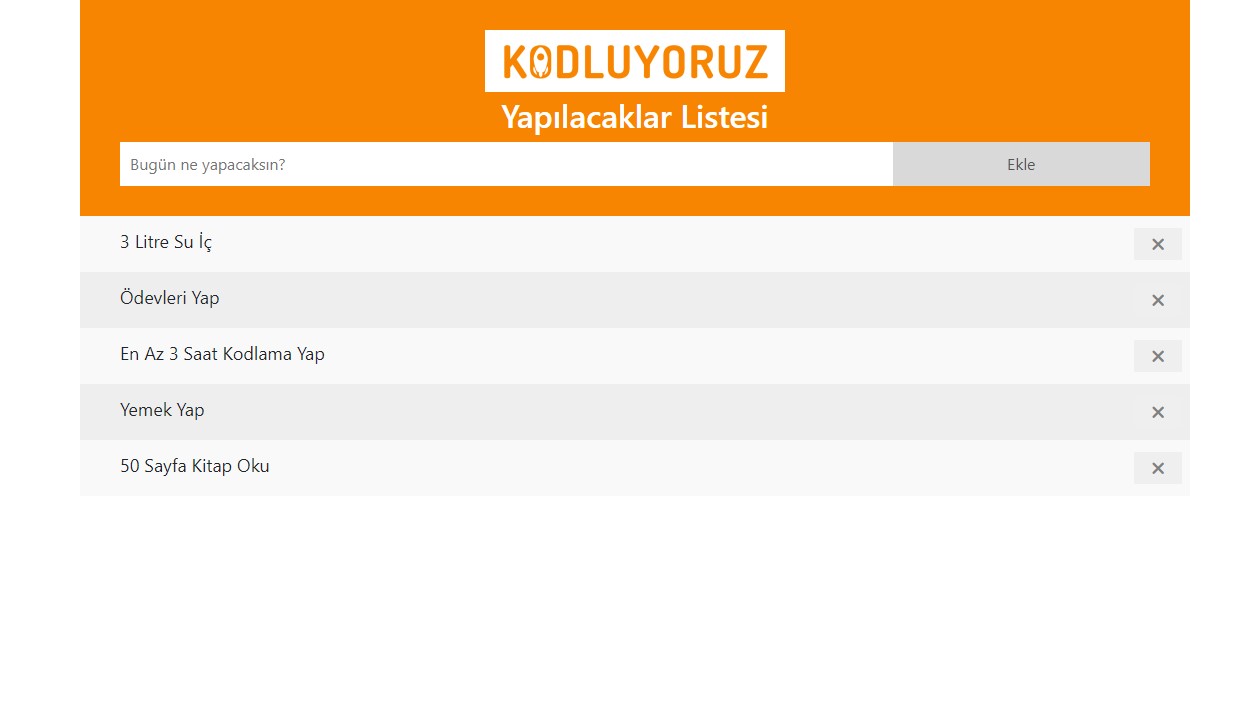 KODLUYORUZ
Yapılacaklar Listesi
Bugün ne yapacaksın?
Ekle
3 Litre Su İç
×
Ödevleri Yap
×
En Az 3 Saat Kodlama Yap
×
Yemek Yap
×
50 Sayfa Kitap Oku
×